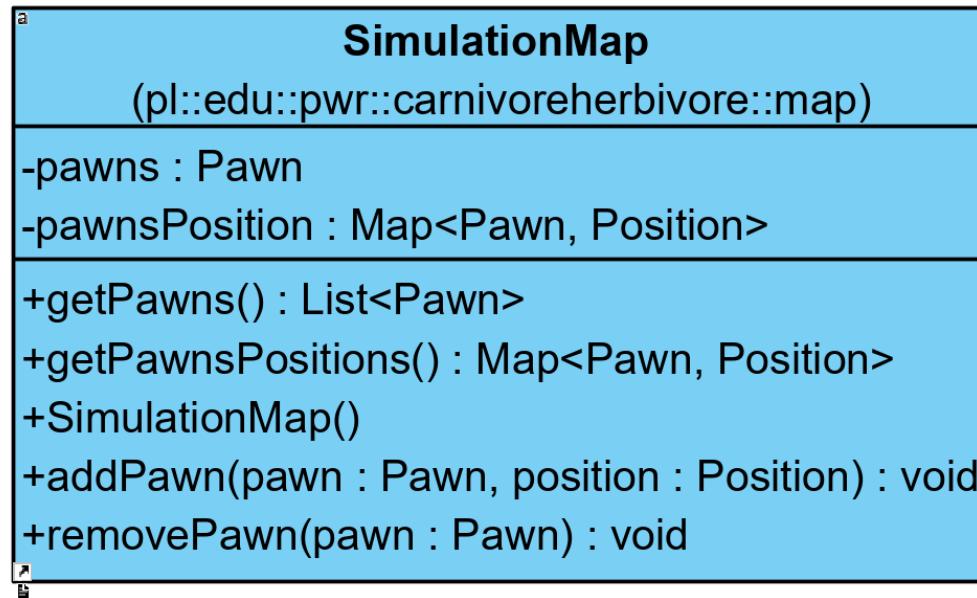 a
SimulationMap
(pl::edu::pwr::carnivoreherbivore::map)
-pawns : Pawn
-pawnsPosition : Map<Pawn, Position>
+getPawns() : List<Pawn>
+getPawnsPositions() : Map<Pawn, Position>
+SimulationMap()
+addPawn(pawn : Pawn, position : Position) : void
+removePawn(pawn : Pawn) : void